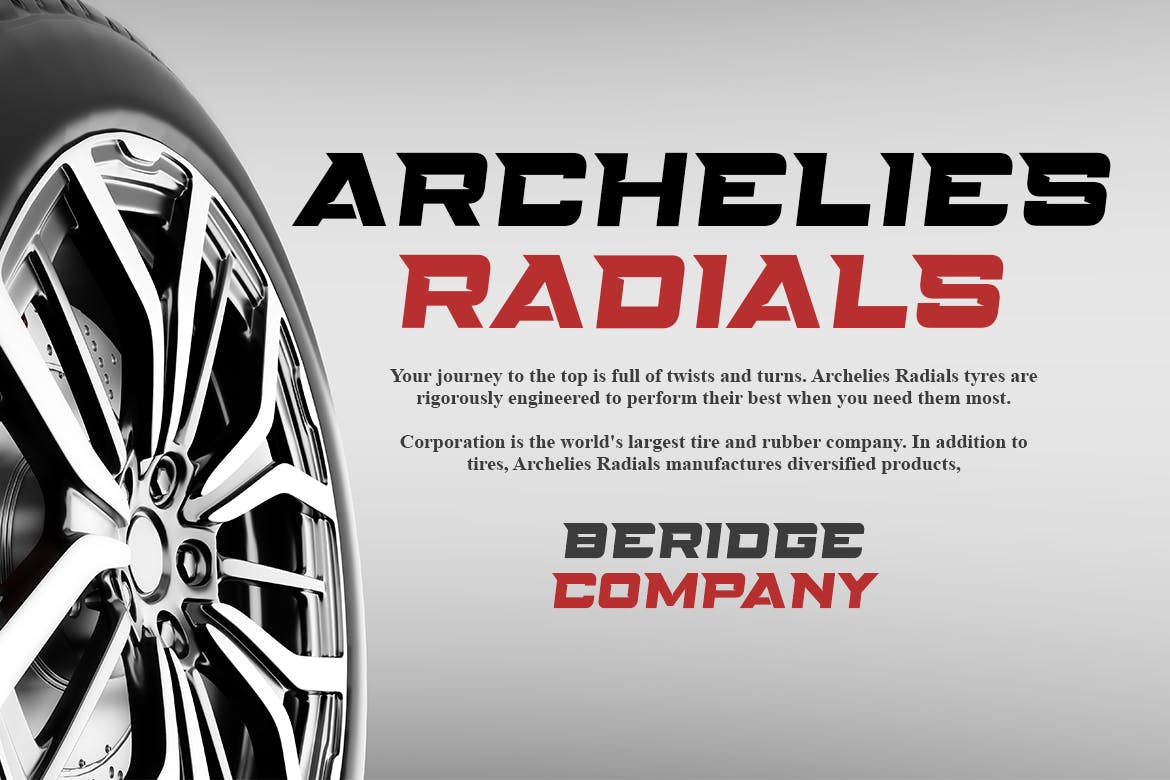 ARCHELIES
RADIALS
Your journey to the top is full of twists and turns. Archelies Radials tyres are
rigorously engineered to perform their best when you need them most.
Corporation is the world's largest tire and rubber company. In addition to
tires, Archelies Radials manufactures diversified products,
BERIDGE
COMPANY